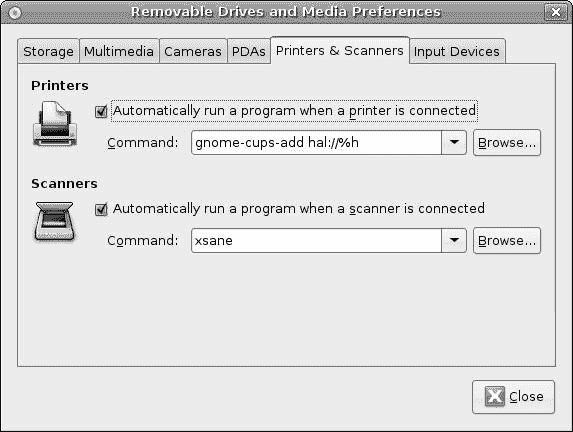 Removable Drives and Media Preferences
Storage Multimedia Cameras PDAs Printers & Scanners Input Devices
Printers
Automatically run a program when a printer is connected
Command: gnome-cups-add hal://%h Browse...
Scanners
Automatically run a program when a scanner is connected
Command: xsane Browse...
Close